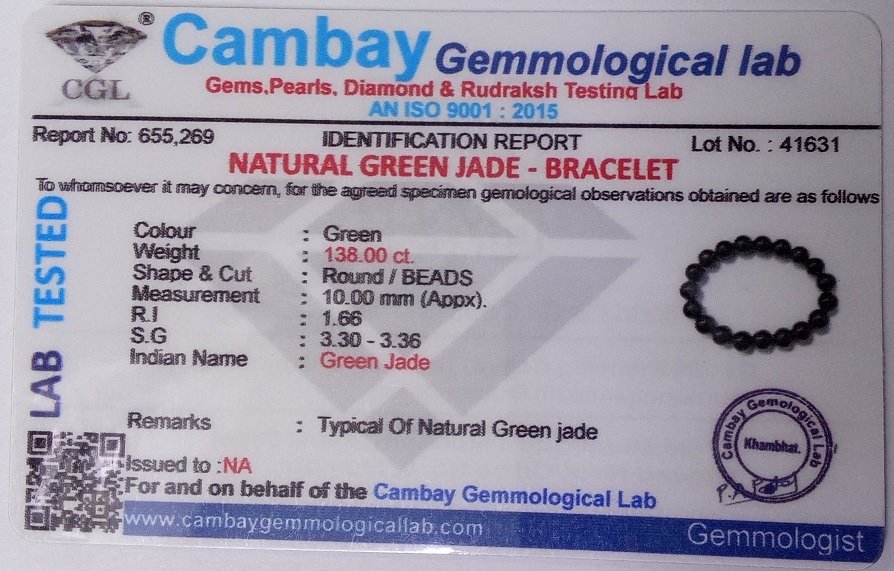 ®
CGL
Cambay Gemmological lab
Gems,Pearls, Diamond & Rudraksh Testing Lab
AN ISO 9001 : 2015
Report No: 655,269
IDENTIFICATION REPORT
Lot No. : 41631
NATURAL GREEN JADE - BRACELET
To whomsoever it may concern, for the agreed specimen gemological observations obtained are as follows
LAB TESTED
Colour : Green
Weight : 138.00 ct.
Shape & Cut : Round / BEADS
Measurement : 10.00 mm (Appx).
R.I : 1.66
S.G : 3.30 - 3.36
Indian Name : Green Jade
Remarks : Typical Of Natural Green jade
Issued to :NA
For and on behalf of the Cambay Gemmological Lab
Cambay Gemological Lab
Khambhat.
www.cambaygemmologicallab.com
Gemmologist